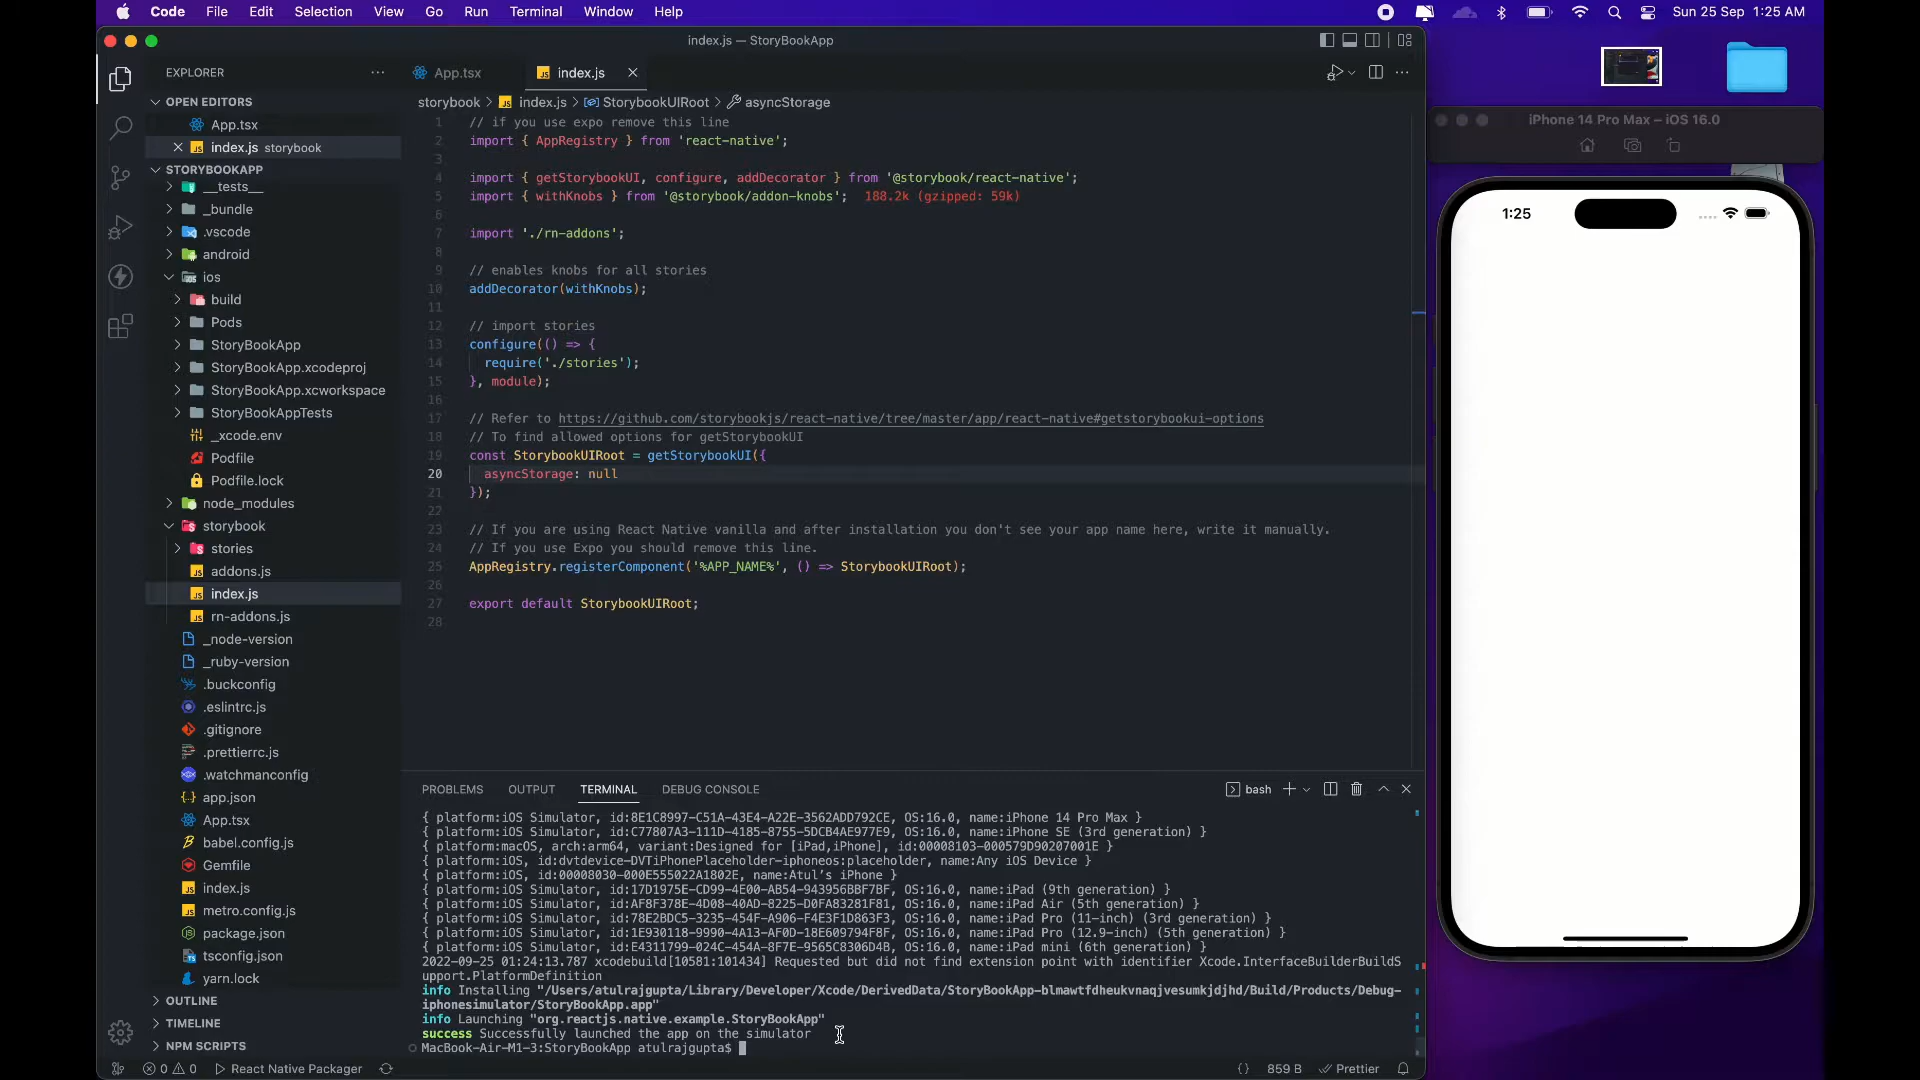 Code File Edit Selection View Go Run Terminal Window Help Sun 25 Sep 1:25 AM
index.js — StoryBookApp
EXPLORER
App.tsx index.js
OPEN EDITORS
App.tsx
index.js storybook
STORYBOOKAPP
__tests__
_bundle
.vscode
android
ios
build
Pods
StoryBookApp
StoryBookApp.xcodeproj
StoryBookApp.xcworkspace
StoryBookAppTests
_xcode.env
Podfile
Podfile.lock
node_modules
storybook
stories
addons.js
index.js
rn-addons.js
_node-version
_ruby-version
.buckconfig
.eslintrc.js
.gitignore
.prettierrc.js
.watchmanconfig
app.json
App.tsx
babel.config.js
Gemfile
index.js
metro.config.js
package.json
tsconfig.json
yarn.lock
OUTLINE
TIMELINE
NPM SCRIPTS
storybook > index.js > StorybookUIRoot > asyncStorage
1 // if you use expo remove this line
2 import { AppRegistry } from 'react-native';
3
4 import { getStorybookUI, configure, addDecorator } from '@storybook/react-native';
5 import { withKnobs } from '@storybook/addon-knobs'; 188.2k (gzipped: 59k)
6
7 import './rn-addons';
8
9 // enables knobs for all stories
10 addDecorator(withKnobs);
11
12 // import stories
13 configure(() => {
14 require('./stories');
15 }, module);
16
17 // Refer to https://github.com/storybookjs/react-native/tree/master/app/react-native#getstorybookui-options
18 // To find allowed options for getStorybookUI
19 const StorybookUIRoot = getStorybookUI({
20 asyncStorage: null
21 });
22
23 // If you are using React Native vanilla and after installation you don't see your app name here, write it manually.
24 // If you use Expo you should remove this line.
25 AppRegistry.registerComponent('%APP_NAME%', () => StorybookUIRoot);
26
27 export default StorybookUIRoot;
28
PROBLEMS OUTPUT TERMINAL DEBUG CONSOLE bash
{ platform:iOS Simulator, id:8E1C8997-C51A-43E4-A22E-3562ADD792CE, OS:16.0, name:iPhone 14 Pro Max }
{ platform:iOS Simulator, id:C77807A3-111D-4185-8755-5DCB4AE977E9, OS:16.0, name:iPhone SE (3rd generation) }
{ platform:macOS, arch:arm64, variant:Designed for [iPad,iPhone], id:00008103-000579D90207001E }
{ platform:iOS, id:dvtdevice-DVTiPhonePlaceholder-iphoneos:placeholder, name:Any iOS Device }
{ platform:iOS, id:00008030-000E555022A1802E, name:Atul's iPhone }
{ platform:iOS Simulator, id:17D1975E-CD99-4E00-AB54-943956BBF7BF, OS:16.0, name:iPad (9th generation) }
{ platform:iOS Simulator, id:AF8F378E-4D08-40AD-8225-D0FA83281F81, OS:16.0, name:iPad Air (5th generation) }
{ platform:iOS Simulator, id:78E2BDC5-3235-454F-A906-F4E3F1D863F3, OS:16.0, name:iPad Pro (11-inch) (3rd generation) }
{ platform:iOS Simulator, id:1E930118-9990-4A13-AF0D-18E609794F8F, OS:16.0, name:iPad Pro (12.9-inch) (5th generation) }
{ platform:iOS Simulator, id:E4311799-024C-454A-8F7E-9565C8306D4B, OS:16.0, name:iPad mini (6th generation) }
2022-09-25 01:24:13.787 xcodebuild[10581:101434] Requested but did not find extension point with identifier Xcode.InterfaceBuilderBuildS
upport.PlatformDefinition
info Installing "/Users/atulrajgupta/Library/Developer/Xcode/DerivedData/StoryBookApp-blmawtfdheukvnaqjvesumkjdjhd/Build/Products/Debug-
iphonesimulator/StoryBookApp.app"
info Launching "org.reactjs.native.example.StoryBookApp"
success Successfully launched the app on the simulator
MacBook-Air-M1-3:StoryBookApp atulrajgupta$
0 0 React Native Packager {} 859 B Prettier
iPhone 14 Pro Max – iOS 16.0
1:25